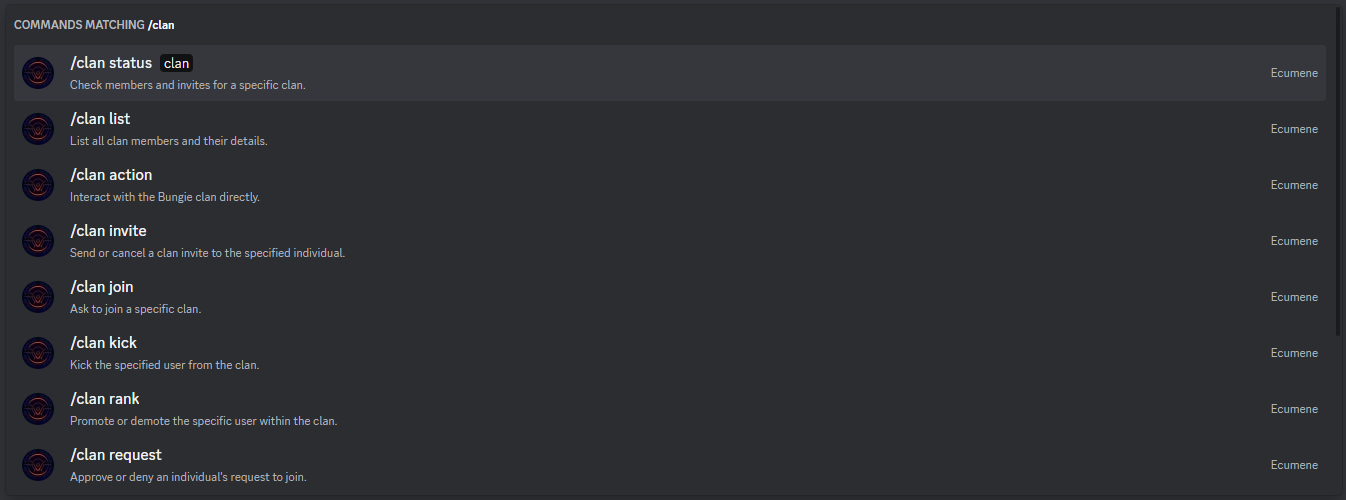 COMMANDS MATCHING /clan
/clan status clan
Check members and invites for a specific clan.
Ecumene
/clan list
List all clan members and their details.
Ecumene
/clan action
Interact with the Bungie clan directly.
Ecumene
/clan invite
Send or cancel a clan invite to the specified individual.
Ecumene
/clan join
Ask to join a specific clan.
Ecumene
/clan kick
Kick the specified user from the clan.
Ecumene
/clan rank
Promote or demote the specific user within the clan.
Ecumene
/clan request
Approve or deny an individual's request to join.
Ecumene